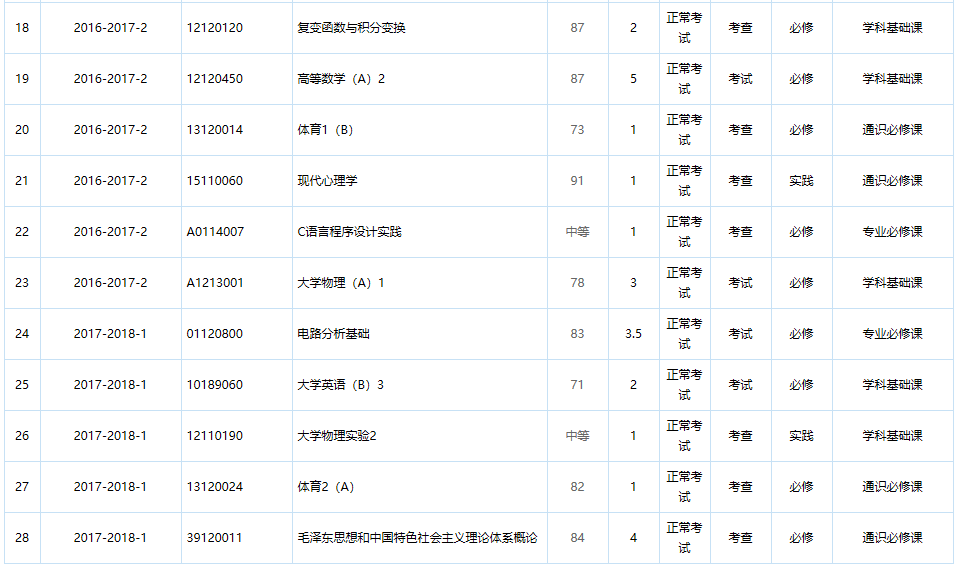 18 2016-2017-2 12120120 复变函数与积分变换 87 2 正常考试 考查 必修 学科基础课
19 2016-2017-2 12120450 高等数学（A）2 87 5 正常考试 考试 必修 学科基础课
20 2016-2017-2 13120014 体育1（B） 73 1 正常考试 考查 必修 通识必修课
21 2016-2017-2 15110060 现代心理学 91 1 正常考试 考查 实践 通识必修课
22 2016-2017-2 A0114007 C语言程序设计实践 中等 1 正常考试 考查 必修 专业必修课
23 2016-2017-2 A1213001 大学物理（A）1 78 3 正常考试 考试 必修 学科基础课
24 2017-2018-1 01120800 电路分析基础 83 3.5 正常考试 考试 必修 专业必修课
25 2017-2018-1 10189060 大学英语（B）3 71 2 正常考试 考试 必修 学科基础课
26 2017-2018-1 12110190 大学物理实验2 中等 1 正常考试 考查 实践 学科基础课
27 2017-2018-1 13120024 体育2（A） 82 1 正常考试 考查 必修 通识必修课
28 2017-2018-1 39120011 毛泽东思想和中国特色社会主义理论体系概论 84 4 正常考试 考查 必修 通识必修课